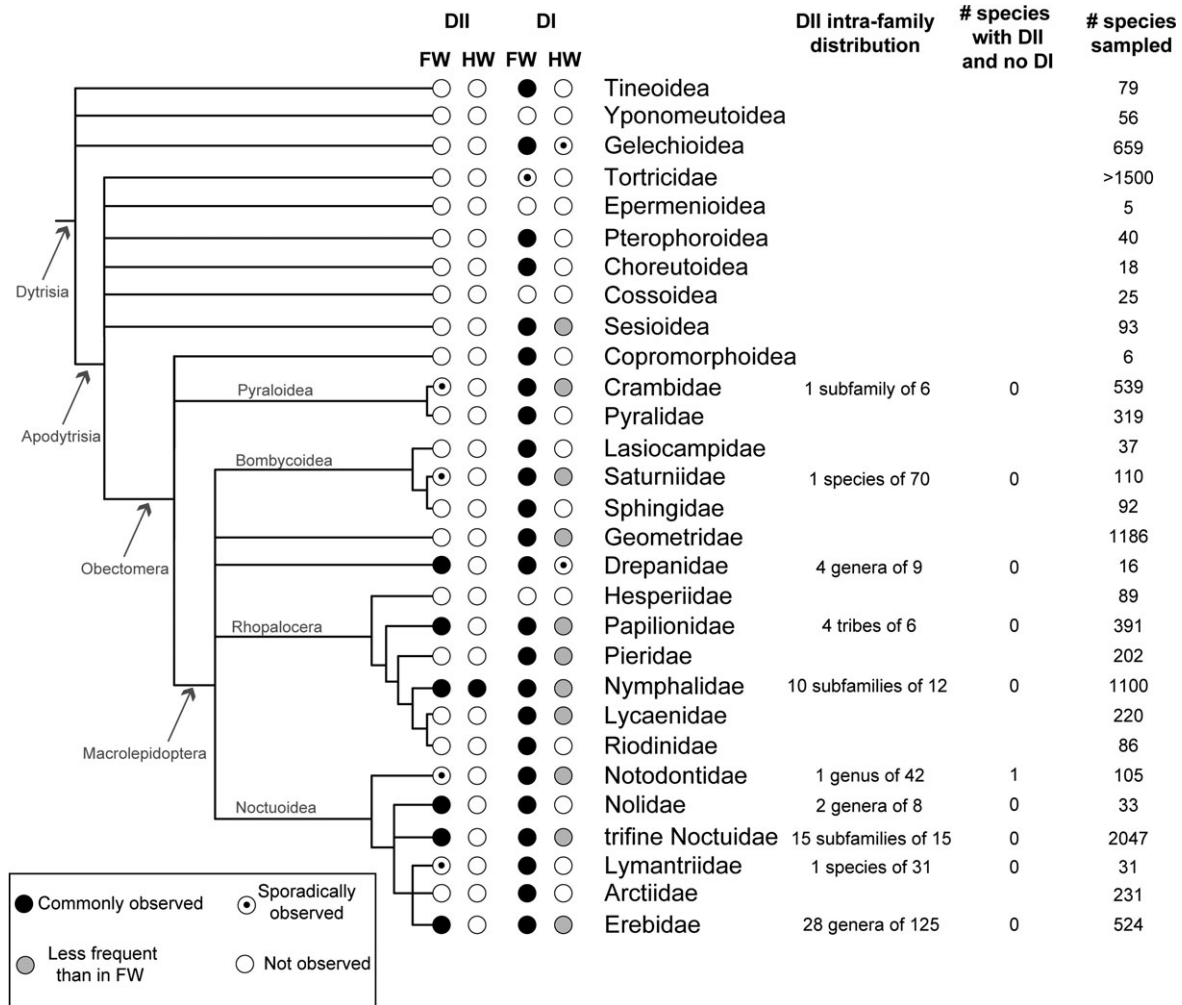 DII DI DII intra-family distribution # species with DII and no DI # species sampled
FW HW FW HW
Tineoidea 79
Yponomeutoidea 56
Gelechioidea 659
Tortricidae >1500
Epermenioidea 5
Pterophoroidea 40
Choreutoidea 18
Dytrisia
Cossoidea 25
Sesioidea 93
Copromorphoidea 6
Pyraloidea
Crambidae 1 subfamily of 6 0 539
Pyralidae 319
Apodytrisia
Lasiocampidae 37
Bombycoidea
Saturniidae 1 species of 70 0 110
Sphingidae 92
Geometridae 1186
Obectomera
Drepanidae 4 genera of 9 0 16
Hesperiidae 89
Rhopalocera
Papilionidae 4 tribes of 6 0 391
Pieridae 202
Nymphalidae 10 subfamilies of 12 0 1100
Lycaenidae 220
Macrolepidoptera
Riodinidae 86
Notodontidae 1 genus of 42 1 105
Noctuoidea
Nolidae 2 genera of 8 0 33
trifine Noctuidae 15 subfamilies of 15 0 2047
Lymantriidae 1 species of 31 0 31
Arctiidae 231
Erebidae 28 genera of 125 0 524
Commonly observed
Sporadically
observed
Less frequent
than in FW
Not observed